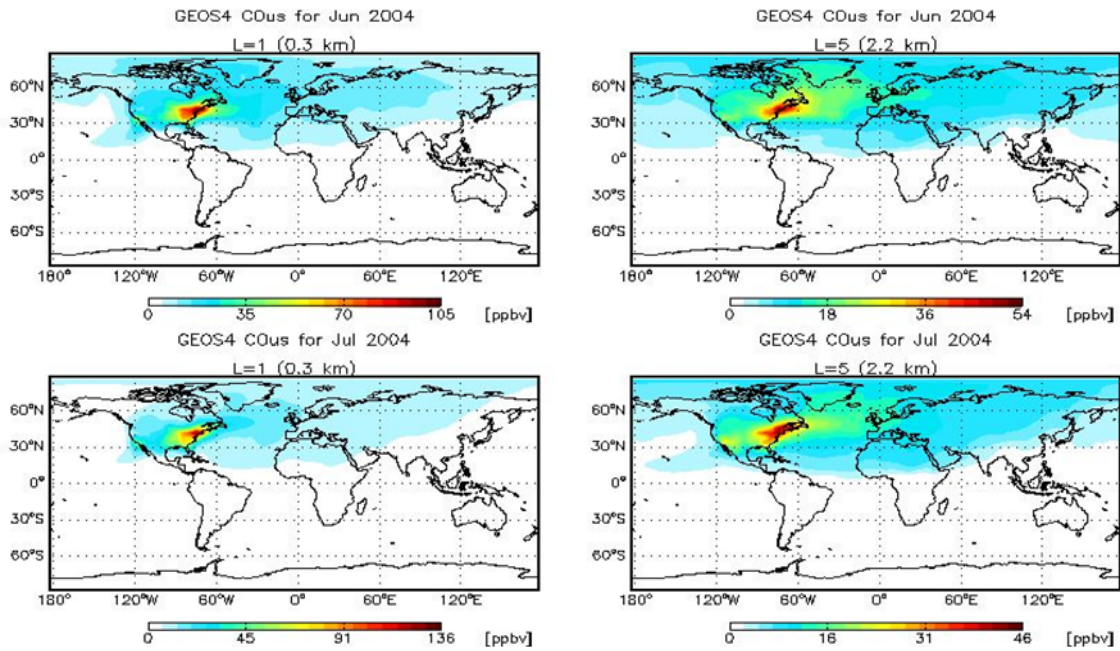 GEOS4 COus for Jun 2004
L=1 (0.3 km)
60°N
30°N
0°
30°S
60°S
180°
120°W
60°W
0°
60°E
120°E
0
35
70
105
[ppbv]
GEOS4 COus for Jun 2004
L=5 (2.2 km)
60°N
30°N
0°
30°S
60°S
180°
120°W
60°W
0°
60°E
120°E
0
18
36
54
[ppbv]
GEOS4 COus for Jul 2004
L=1 (0.3 km)
60°N
30°N
0°
30°S
60°S
180°
120°W
60°W
0°
60°E
120°E
0
45
91
136
[ppbv]
GEOS4 COus for Jul 2004
L=5 (2.2 km)
60°N
30°N
0°
30°S
60°S
180°
120°W
60°W
0°
60°E
120°E
0
16
31
46
[ppbv]